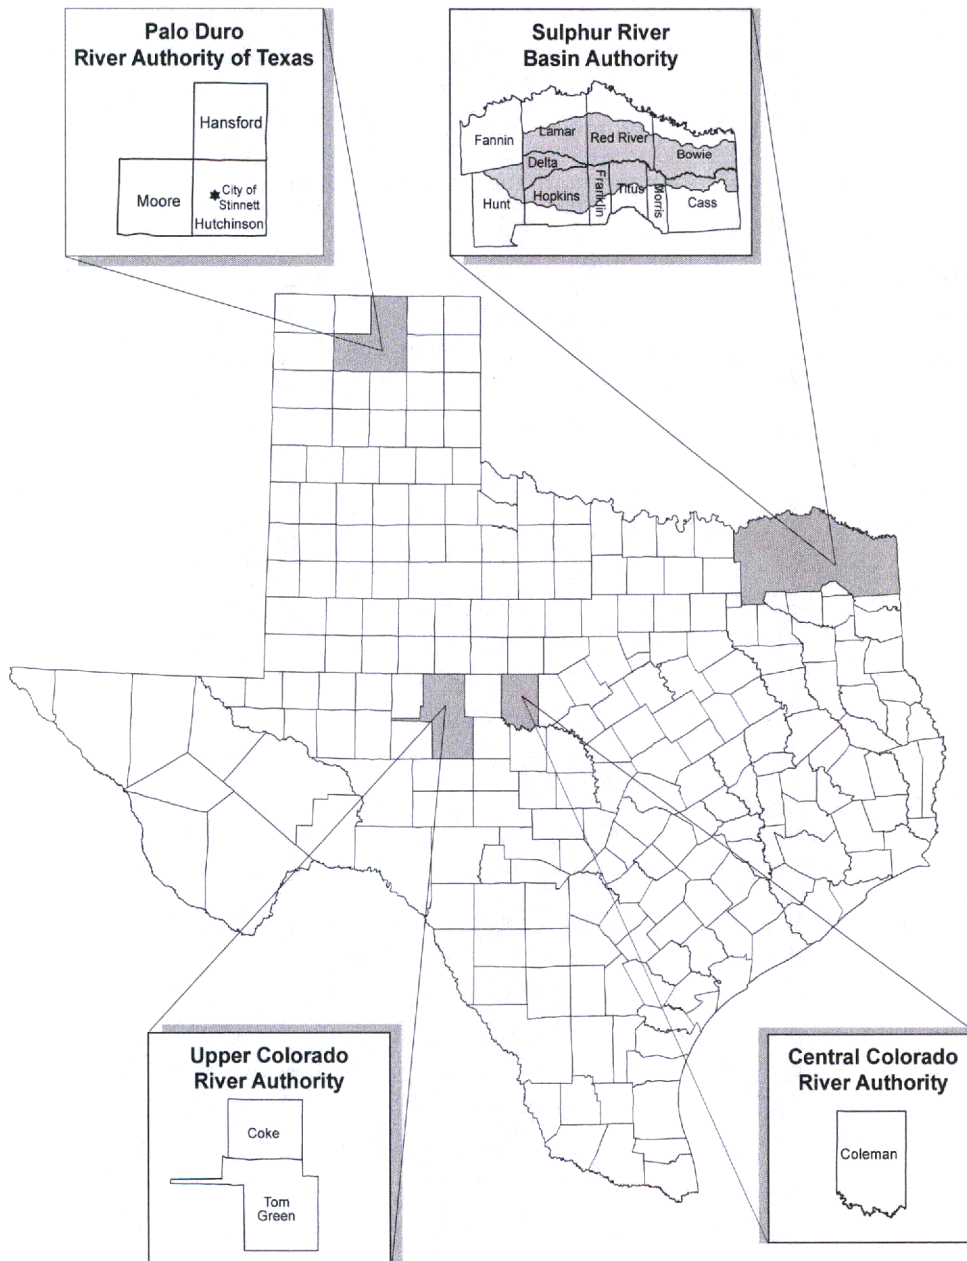 Palo Duro
River Authority of Texas
Hansford
Moore
City of
Stinnett
Hutchinson
Sulphur River
Basin Authority
Fannin
Lamar
Red River
Bowie
Delta
Hunt
Hopkins
Franklin
Titus
Morris
Cass
Upper Colorado
River Authority
Coke
Tom
Green
Central Colorado
River Authority
Coleman